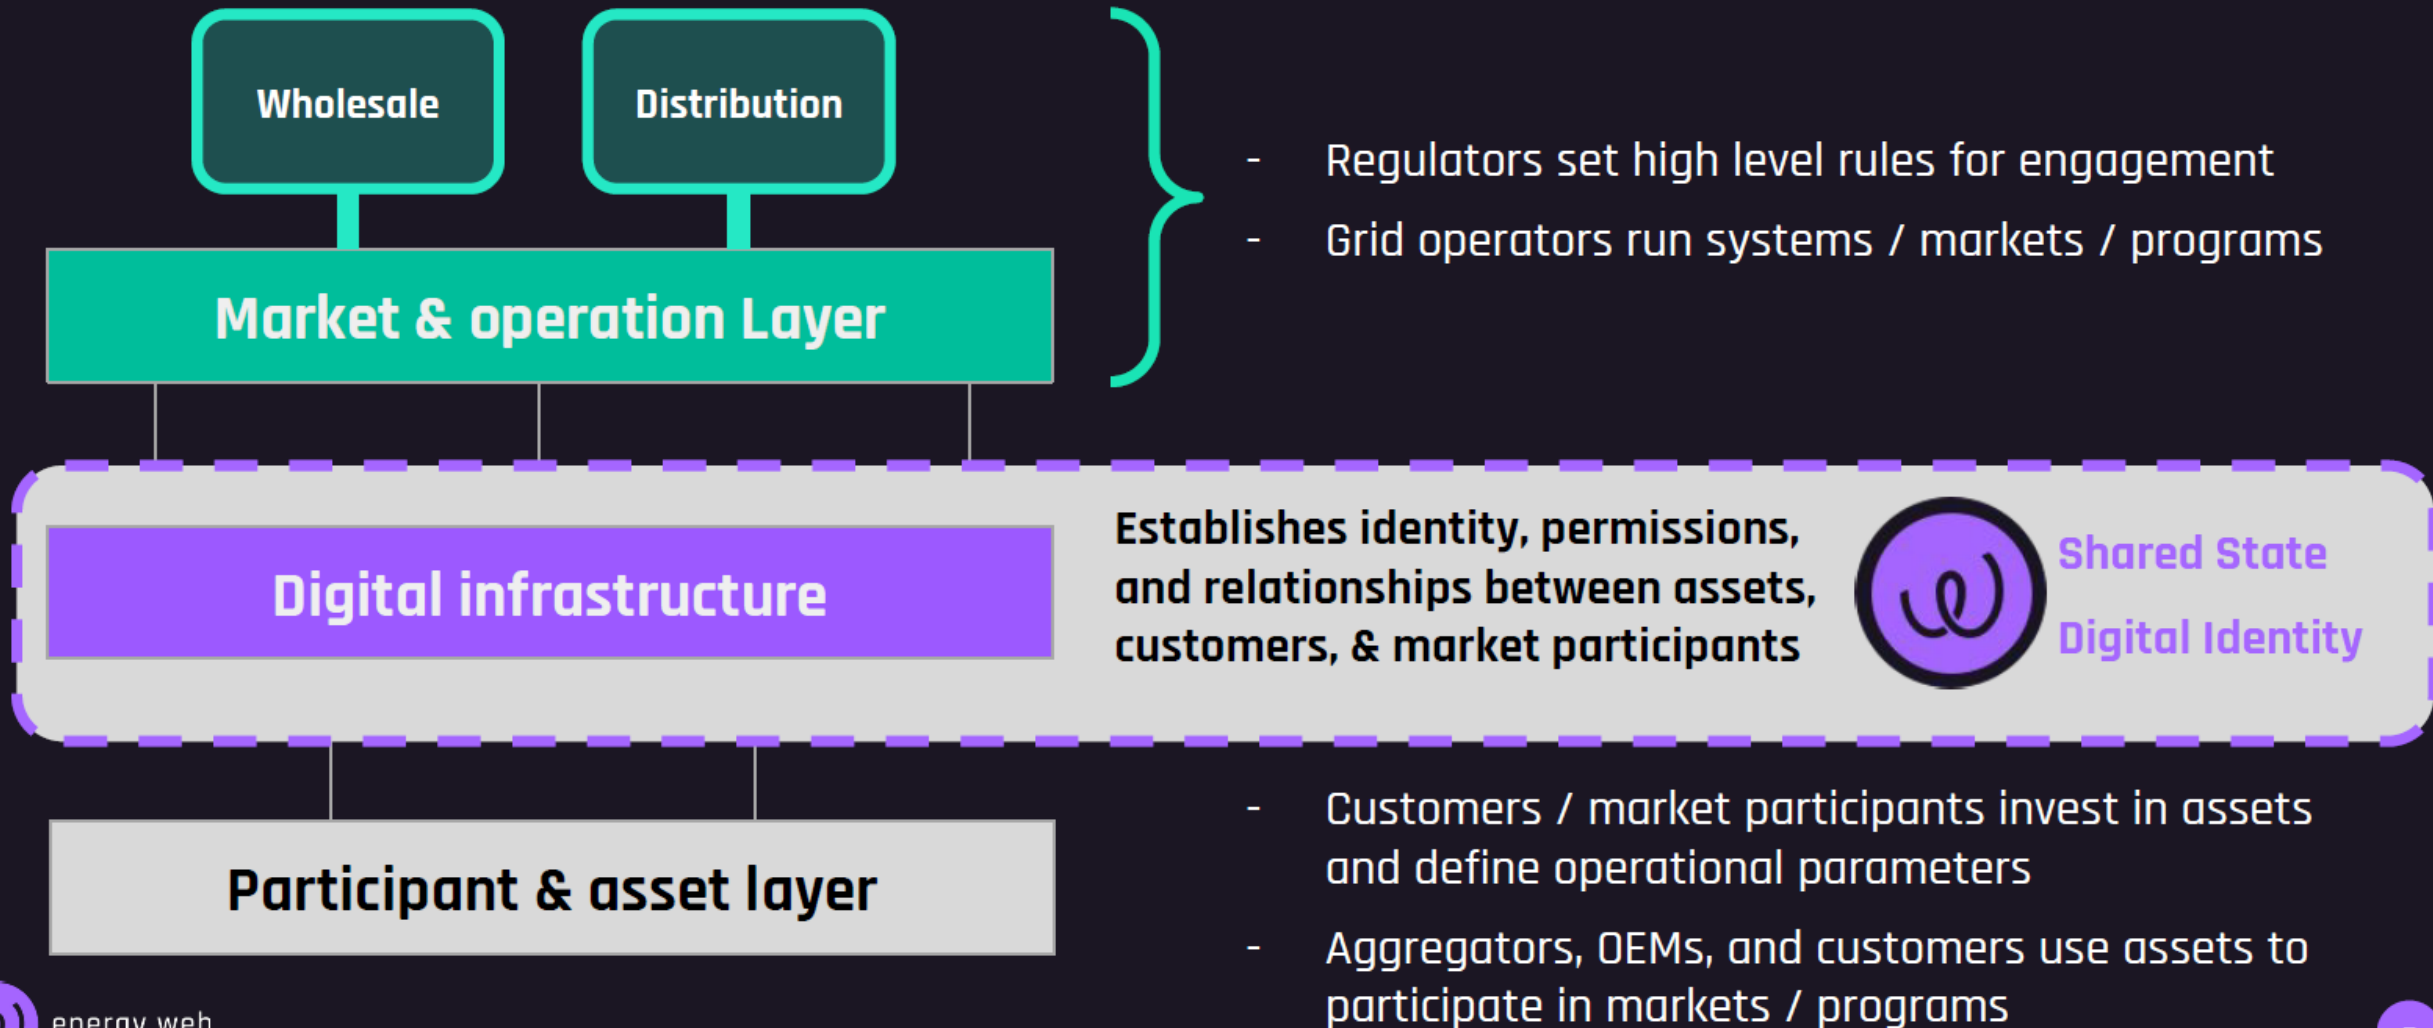 Wholesale
Distribution
- Regulators set high level rules for engagement
- Grid operators run systems / markets / programs
Market & operation Layer
Digital infrastructure
Establishes identity, permissions,
and relationships between assets,
customers, & market participants
Shared State
Digital Identity
Participant & asset layer
- Customers / market participants invest in assets
and define operational parameters
- Aggregators, OEMs, and customers use assets to
participate in markets / programs
energy web